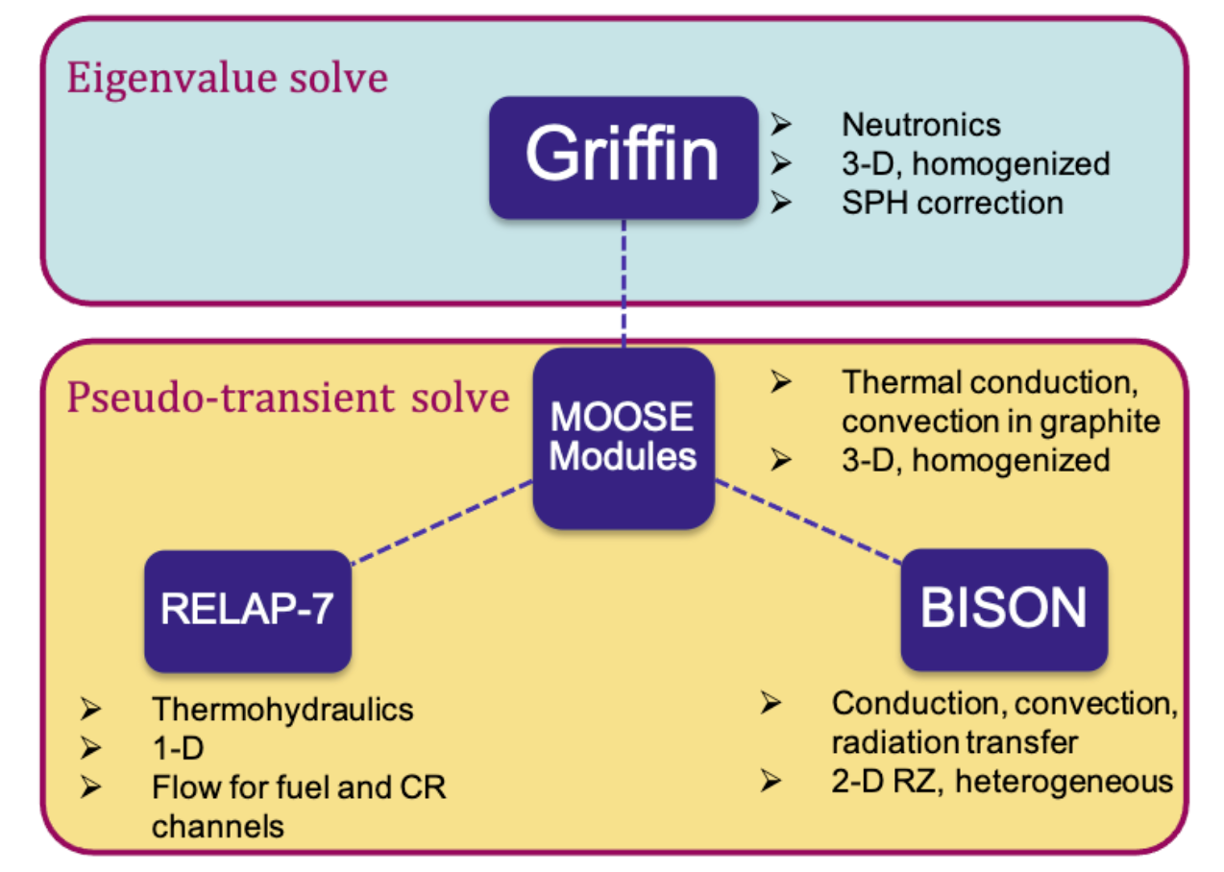 Eigenvalue solve
Griffin
➢ Neutronics
➢ 3-D, homogenized
➢ SPH correction
Pseudo-transient solve
MOOSE
Modules
➢ Thermal conduction,
convection in graphite
➢ 3-D, homogenized
RELAP-7
➢ Thermohydraulics
➢ 1-D
➢ Flow for fuel and CR
channels
BISON
➢ Conduction, convection,
radiation transfer
➢ 2-D RZ, heterogeneous